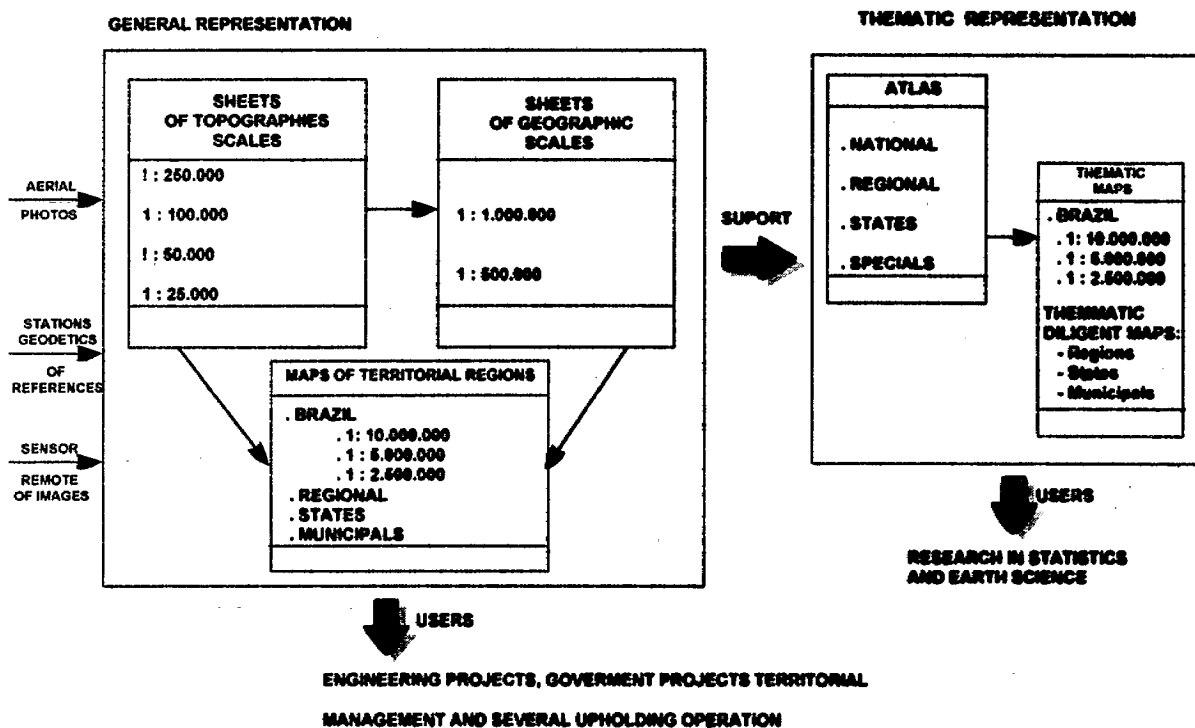 GENERAL REPRESENTATION
THEMATIC REPRESENTATION
SHEETS
OF TOPOGRAPHIES
SCALES
! : 250.000
1 : 100.000
! : 50.000
1 : 25.000
SHEETS
OF GEOGRAPHIC
SCALES
1 : 1.000.000
1 : 500.000
AERIAL
PHOTOS
STATIONS
GEODETICS
OF
REFERENCES
SENSOR
REMOTE
OF IMAGES
MAPS OF TERRITORIAL REGIONS
. BRAZIL
. 1: 10.000.000
. 1 : 5.000.000
. 1 : 2.500.000
. REGIONAL
. STATES
. MUNICIPALS
SUPORT
ATLAS
. NATIONAL
. REGIONAL
. STATES
. SPECIALS
THEMATIC
MAPS
. BRAZIL
. 1: 10.000.000
. 1 : 5.000.000
. 1 : 2.500.000
THEMMATIC
DILIGENT MAPS:
- Regions
- States
- Municipals
USERS
RESEARCH IN STATISTICS
AND EARTH SCIENCE
USERS
ENGINEERING PROJECTS, GOVERMENT PROJECTS TERRITORIAL
MANAGEMENT AND SEVERAL UPHOLDING OPERATION